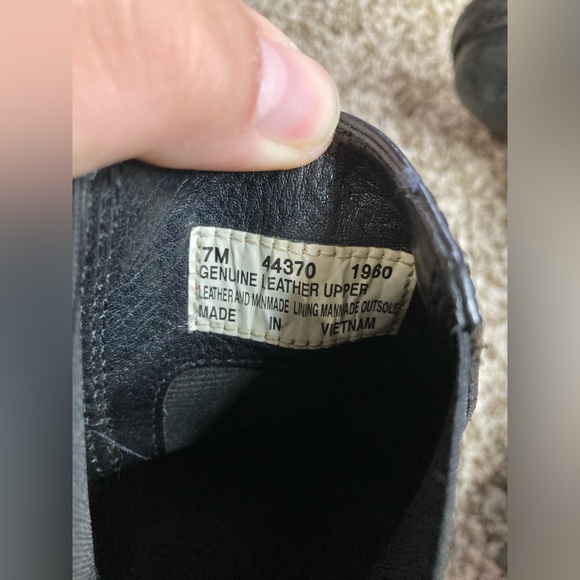 7M 44370 1960
GENUINE LEATHER UPPER
LEATHER AND MANMADE LINING MANMADE OUTSOLE
MADE IN VIETNAM